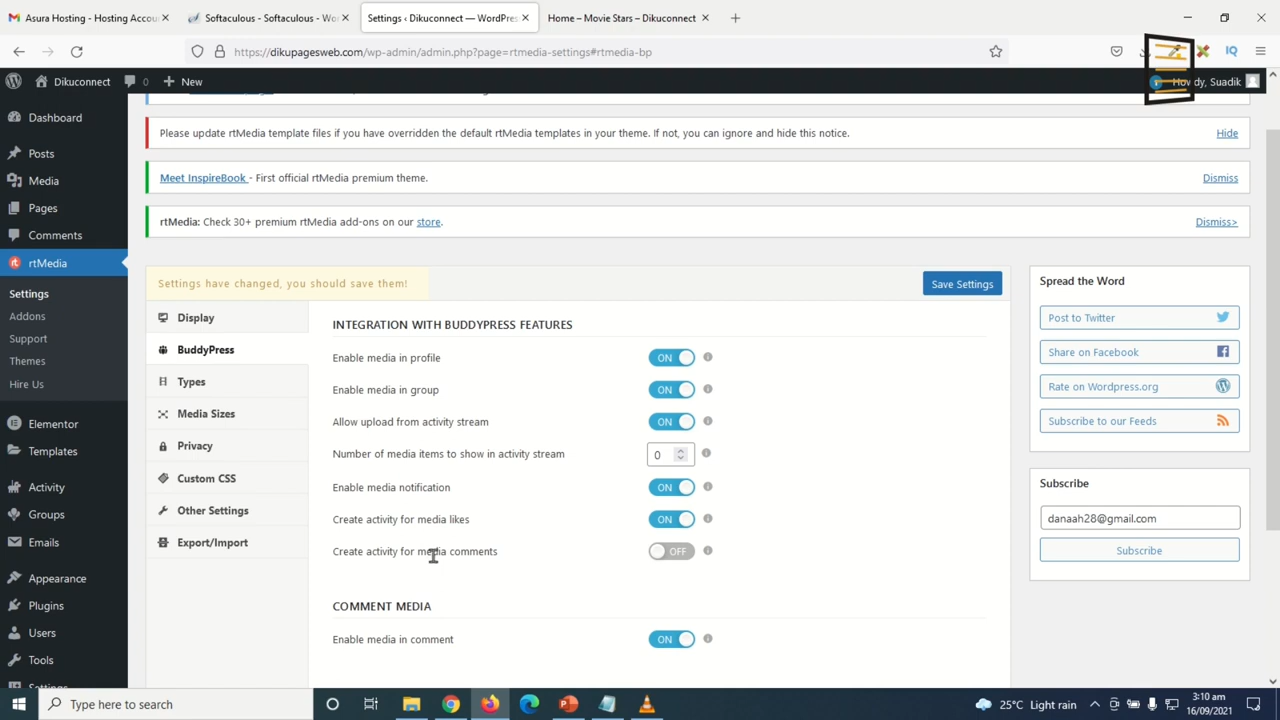 Asura Hosting - Hosting Accou
Softaculous - Softaculous - Wo
Settings ‹ Dikuconnect — WordPres
Home – Movie Stars – Dikuconnect
https://dikupagesweb.com/wp-admin/admin.php?page=rtmedia-settings#rtmedia-bp
IQ
Dikuconnect
0
New
Howdy, Suadik
Dashboard
Posts
Media
Pages
Comments
rtMedia
Settings
Addons
Support
Themes
Hire Us
Elementor
Templates
Activity
Groups
Emails
Appearance
Plugins
Users
Tools
Settings
Please update rtMedia template files if you have overridden the default rtMedia templates in your theme. If not, you can ignore and hide this notice.
Hide
Meet InspireBook - First official rtMedia premium theme.
Dismiss
rtMedia: Check 30+ premium rtMedia add-ons on our store.
Dismiss>
Settings have changed, you should save them!
Save Settings
Display
BuddyPress
Types
Media Sizes
Privacy
Custom CSS
Other Settings
Export/Import
INTEGRATION WITH BUDDYPRESS FEATURES
Enable media in profile ON
Enable media in group ON
Allow upload from activity stream ON
Number of media items to show in activity stream 0
Enable media notification ON
Create activity for media likes ON
Create activity for media comments OFF
COMMENT MEDIA
Enable media in comment ON
Spread the Word
Post to Twitter
Share on Facebook
Rate on Wordpress.org
Subscribe to our Feeds
Subscribe
danaah28@gmail.com
Subscribe
Type here to search
25°C Light rain
3:10 am
16/09/2021